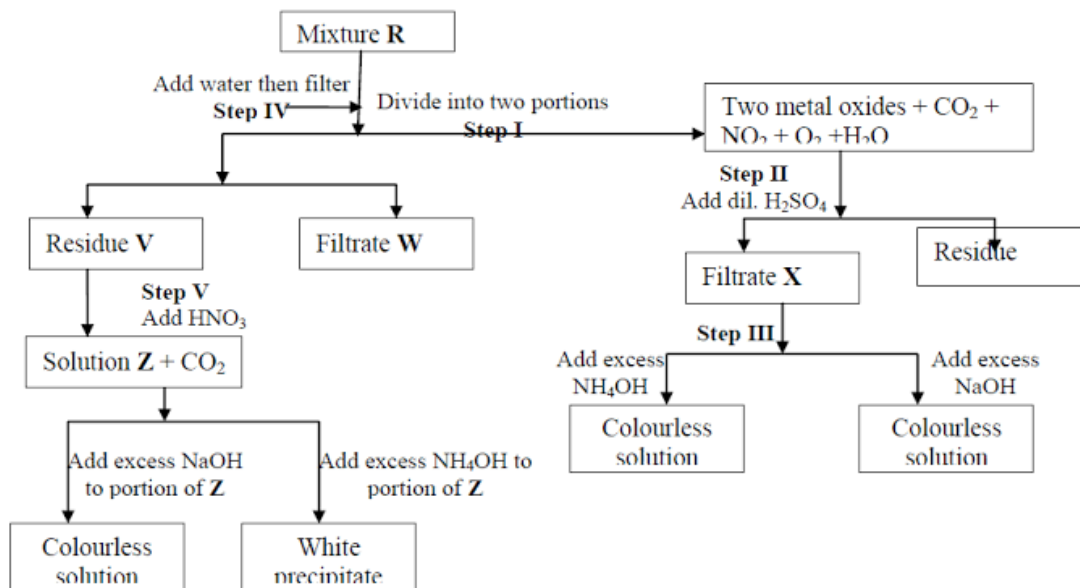 Mixture R
Add water then filter
Step IV
Divide into two portions
Step I
Two metal oxides + CO₂ +
NO₂ + O₂ +H₂O
Step II
Add dil. H₂SO₄
Residue V
Filtrate W
Filtrate X
Residue
Step V
Add HNO₃
Step III
Solution Z + CO₂
Add excess
NH₄OH
Add excess
NaOH
Colourless
solution
Colourless
solution
Add excess NaOH
to portion of Z
Add excess NH₄OH to
portion of Z
Colourless
solution
White
precipitate